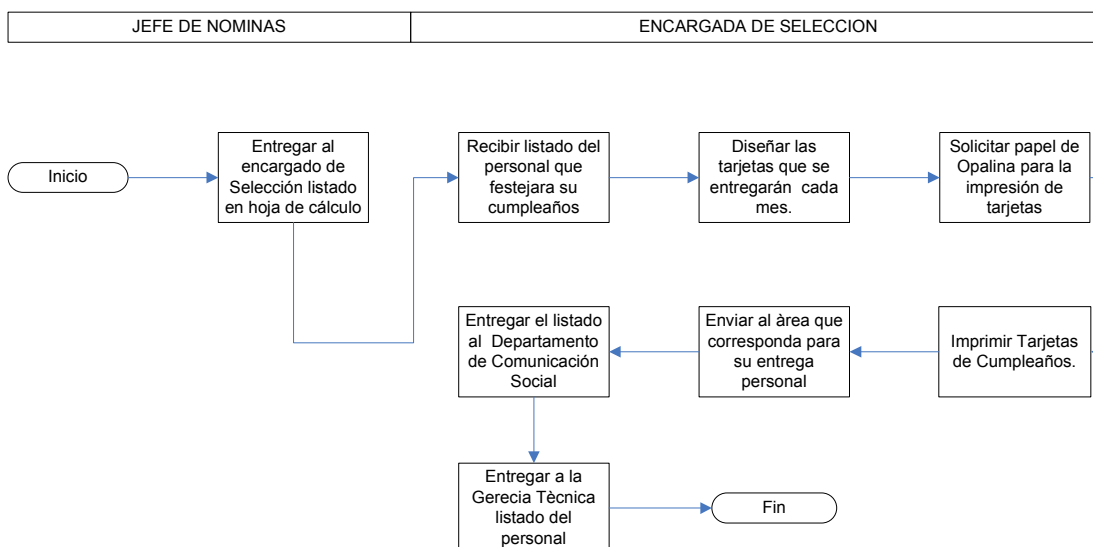 JEFE DE NOMINAS
ENCARGADA DE SELECCION
Inicio
Entregar al
encargado de
Selección listado
en hoja de cálculo
Recibir listado del
personal que
festejara su
cumpleaños
Diseñar las
tarjetas que se
entregarán cada
mes.
Solicitar papel de
Opalina para la
impresión de
tarjetas
Imprimir Tarjetas
de Cumpleaños.
Enviar al àrea que
corresponda para
su entrega
personal
Entregar el listado
al Departamento
de Comunicación
Social
Entregar a la
Gerecia Tècnica
listado del
personal
Fin